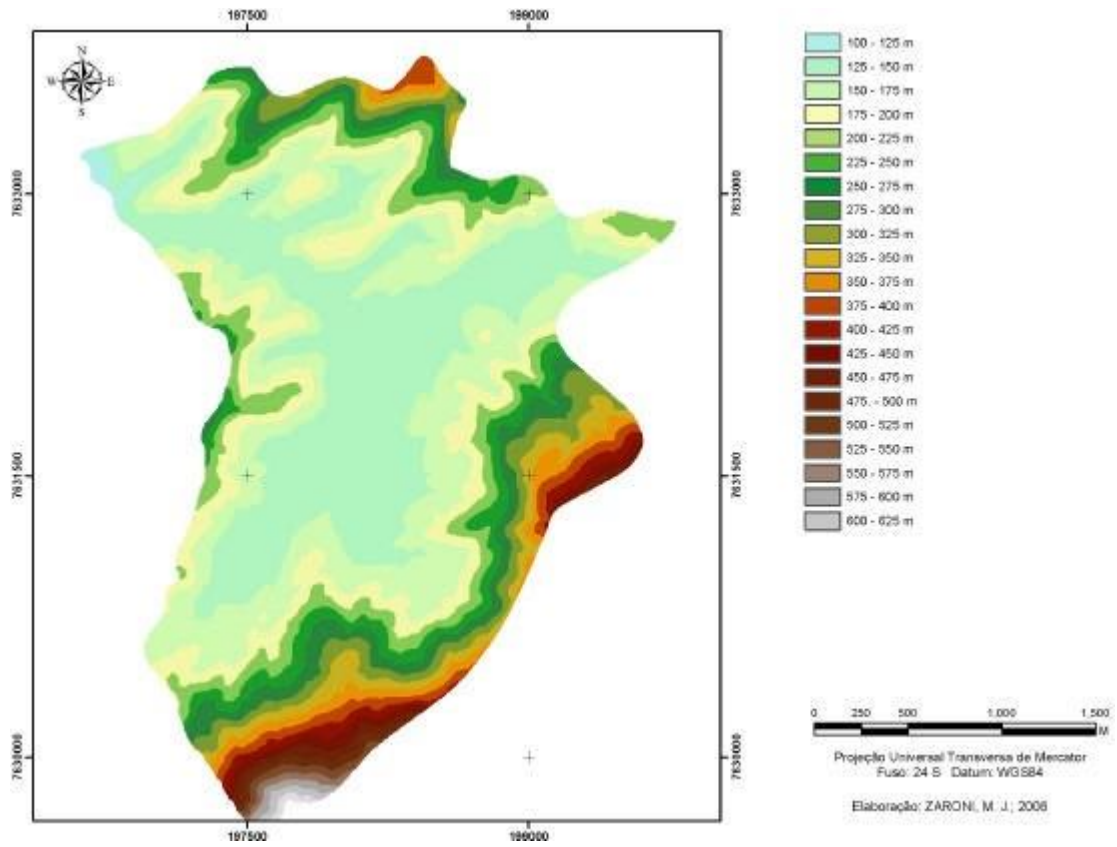 197500 199000
N
W E
S
7633000 7633000
7631500 7631500
7630000 7630000
197500 199000
100 - 125 m
125 - 150 m
150 - 175 m
175 - 200 m
200 - 225 m
225 - 250 m
250 - 275 m
275 - 300 m
300 - 325 m
325 - 350 m
350 - 375 m
375 - 400 m
400 - 425 m
425 - 450 m
450 - 475 m
475. - 500 m
500 - 525 m
525 - 550 m
550 - 575 m
575 - 600 m
600 - 625 m
0 250 500 1.000 1.500
M
Projeção Universal Transversa de Mercator
Fuso: 24 S Datum: WGS84
Elaboração: ZARONI, M. J.; 2006